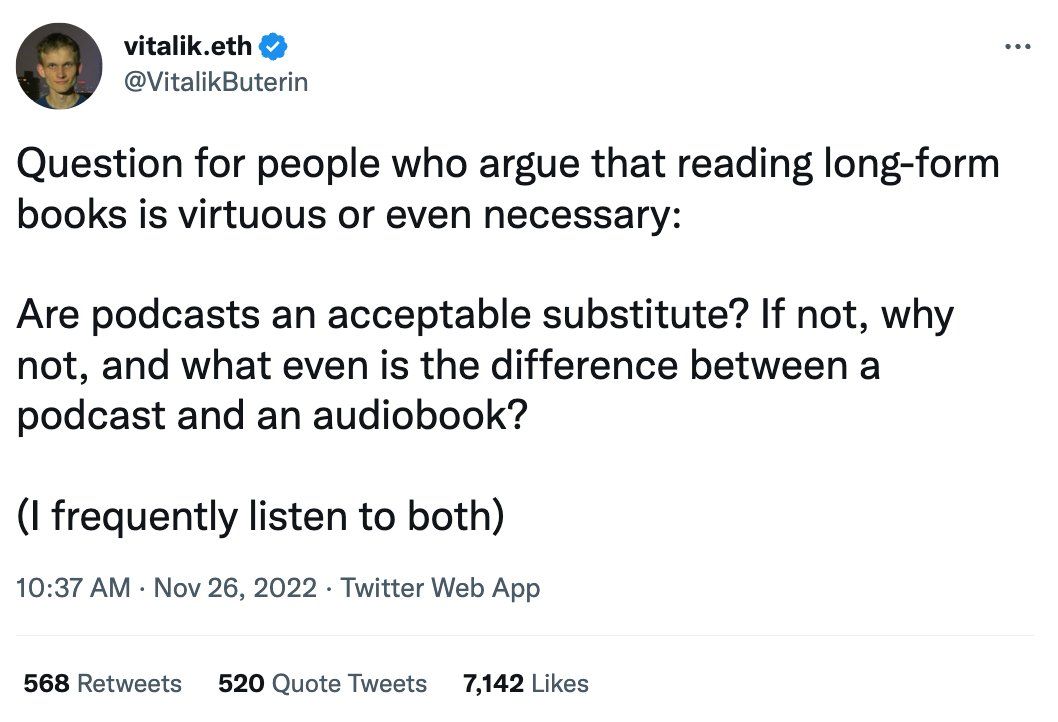 vitalik.eth
@VitalikButerin
Question for people who argue that reading long-form
books is virtuous or even necessary:
Are podcasts an acceptable substitute? If not, why
not, and what even is the difference between a
podcast and an audiobook?
(I frequently listen to both)
10:37 AM · Nov 26, 2022 · Twitter Web App
568 Retweets 520 Quote Tweets 7,142 Likes